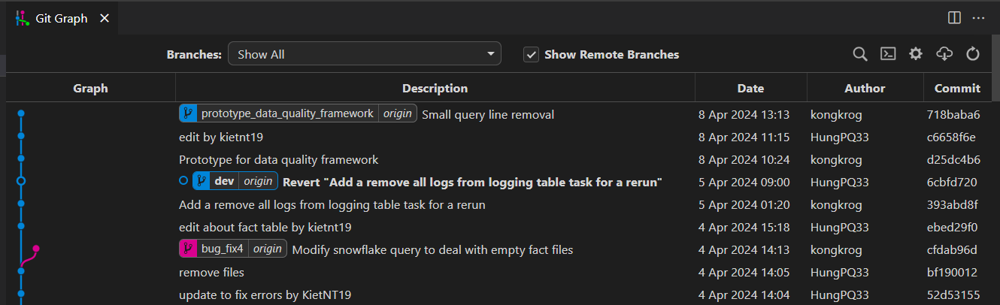 Git Graph
Branches: Show All Show Remote Branches
Graph Description Date Author Commit
prototype_data_quality_framework origin Small query line removal 8 Apr 2024 13:13 kongkrog 718baba6
edit by kietnt19 8 Apr 2024 11:15 HungPQ33 c6658f6e
Prototype for data quality framework 8 Apr 2024 10:24 kongkrog d25dc4b6
dev origin Revert "Add a remove all logs from logging table task for a rerun" 5 Apr 2024 09:00 HungPQ33 6cbfd720
Add a remove all logs from logging table task for a rerun 5 Apr 2024 01:20 kongkrog 393abd8f
edit about fact table by kietnt19 4 Apr 2024 15:18 HungPQ33 ebed29f0
bug_fix4 origin Modify snowflake query to deal with empty fact files 4 Apr 2024 14:13 kongkrog cfdab96d
remove files 4 Apr 2024 14:05 HungPQ33 bf190012
update to fix errors by KietNT19 4 Apr 2024 14:04 HungPQ33 52d53155